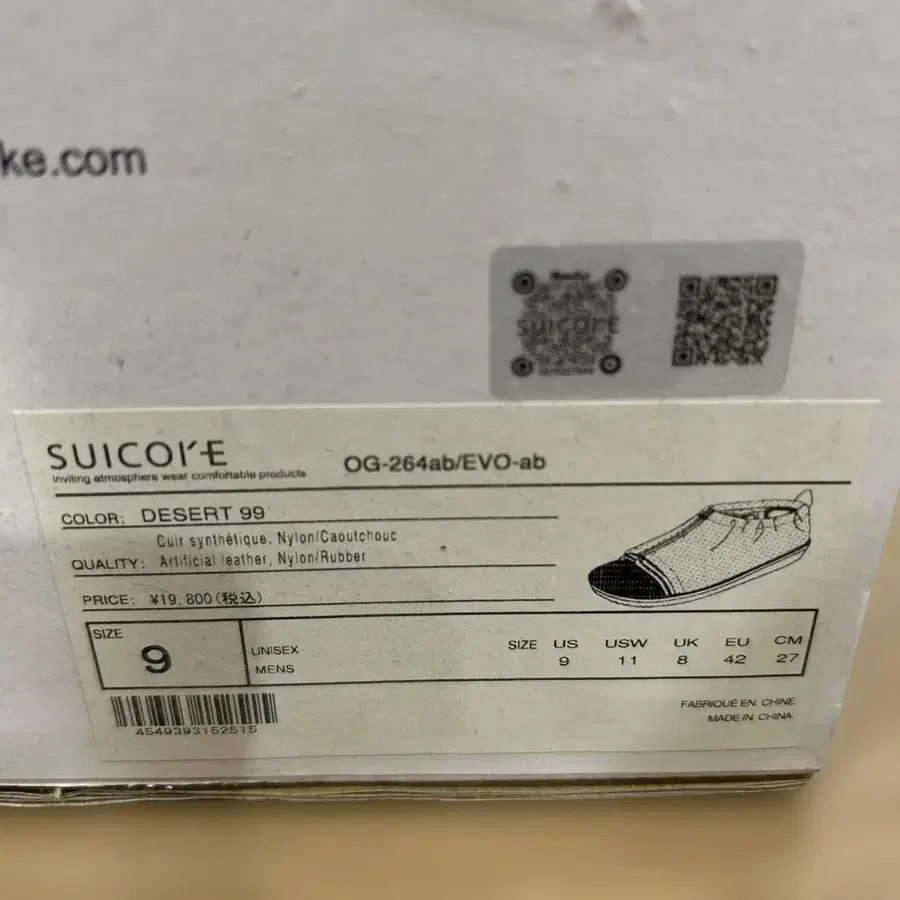 ke.com
suicoke
SUICOKE
inviting atmosphere wear comfortable products
OG-264ab/EVO-ab
COLOR: DESERT 99
Cuir synthétique, Nylon/Caoutchouc
QUALITY: Artificial leather, Nylon/Rubber
PRICE: ¥19,800(税込)
SIZE
9
UNISEX
MENS
SIZE US USW UK EU CM
9 11 8 42 27
4549393152515
FABRIQUÉ EN CHINE
MADE IN CHINA